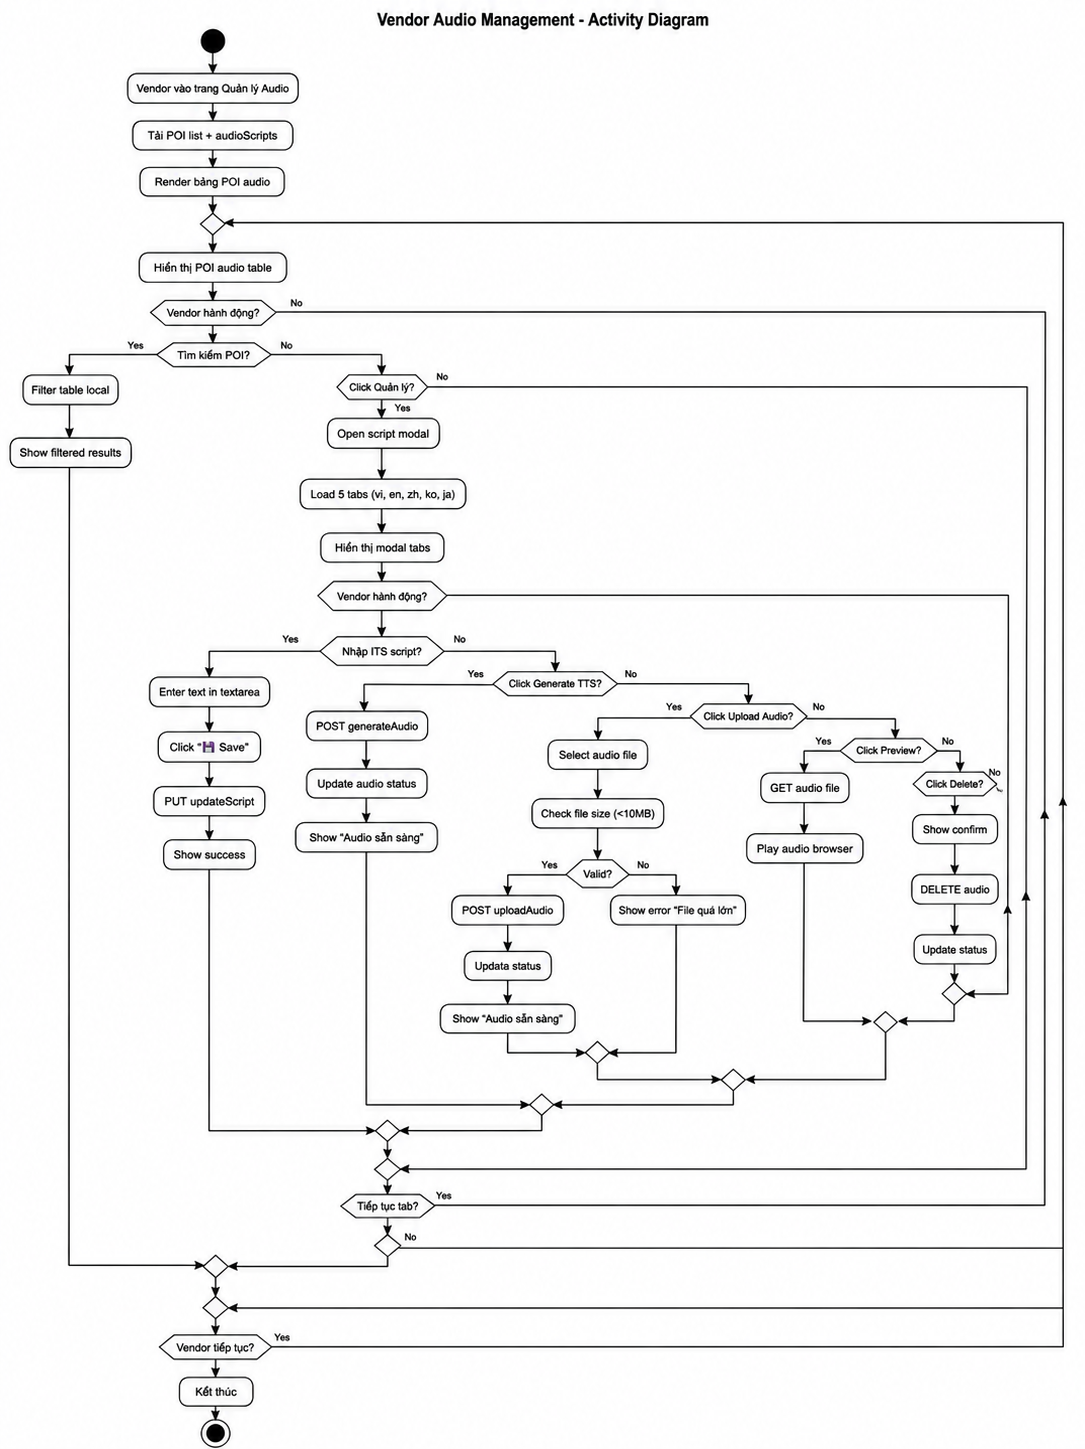 Vendor Audio Management - Activity Diagram
Vendor vào trang Quản lý Audio
Tải POI list + audioScripts
Render bảng POI audio
Hiển thị POI audio table
Vendor hành động?
No
Tìm kiếm POI?
Yes
No
Filter table local
Show filtered results
Click Quản lý?
No
Yes
Open script modal
Load 5 tabs (vi, en, zh, ko, ja)
Hiển thị modal tabs
Vendor hành động?
Nhập ITS script?
Yes
No
Enter text in textarea
Click "💾 Save"
PUT updateScript
Show success
Click Generate TTS?
Yes
No
POST generateAudio
Update audio status
Show "Audio sẵn sàng"
Click Upload Audio?
Yes
No
Select audio file
Check file size (<10MB)
Valid?
Yes
No
POST uploadAudio
Updata status
Show "Audio sẵn sàng"
Show error "File quá lớn"
Click Preview?
Yes
No
GET audio file
Play audio browser
Click Delete?
No
Show confirm
DELETE audio
Update status
Tiếp tục tab?
Yes
No
Vendor tiếp tục?
Yes
Kết thúc